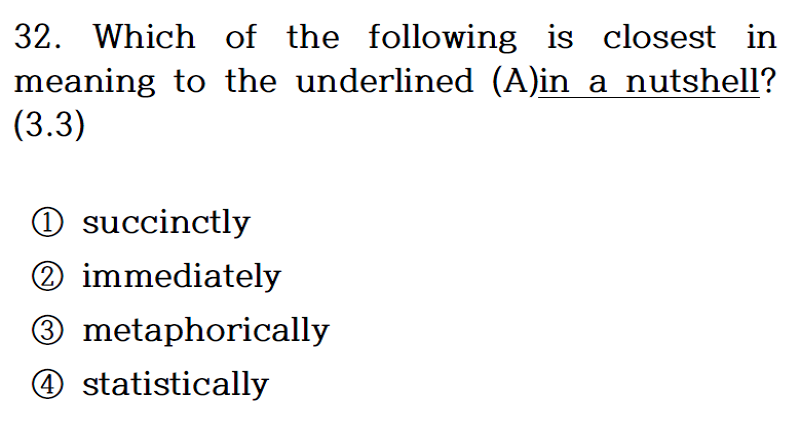 32. Which of the following is closest in
meaning to the underlined (A)in a nutshell?
(3.3)
① succinctly
② immediately
③ metaphorically
④ statistically